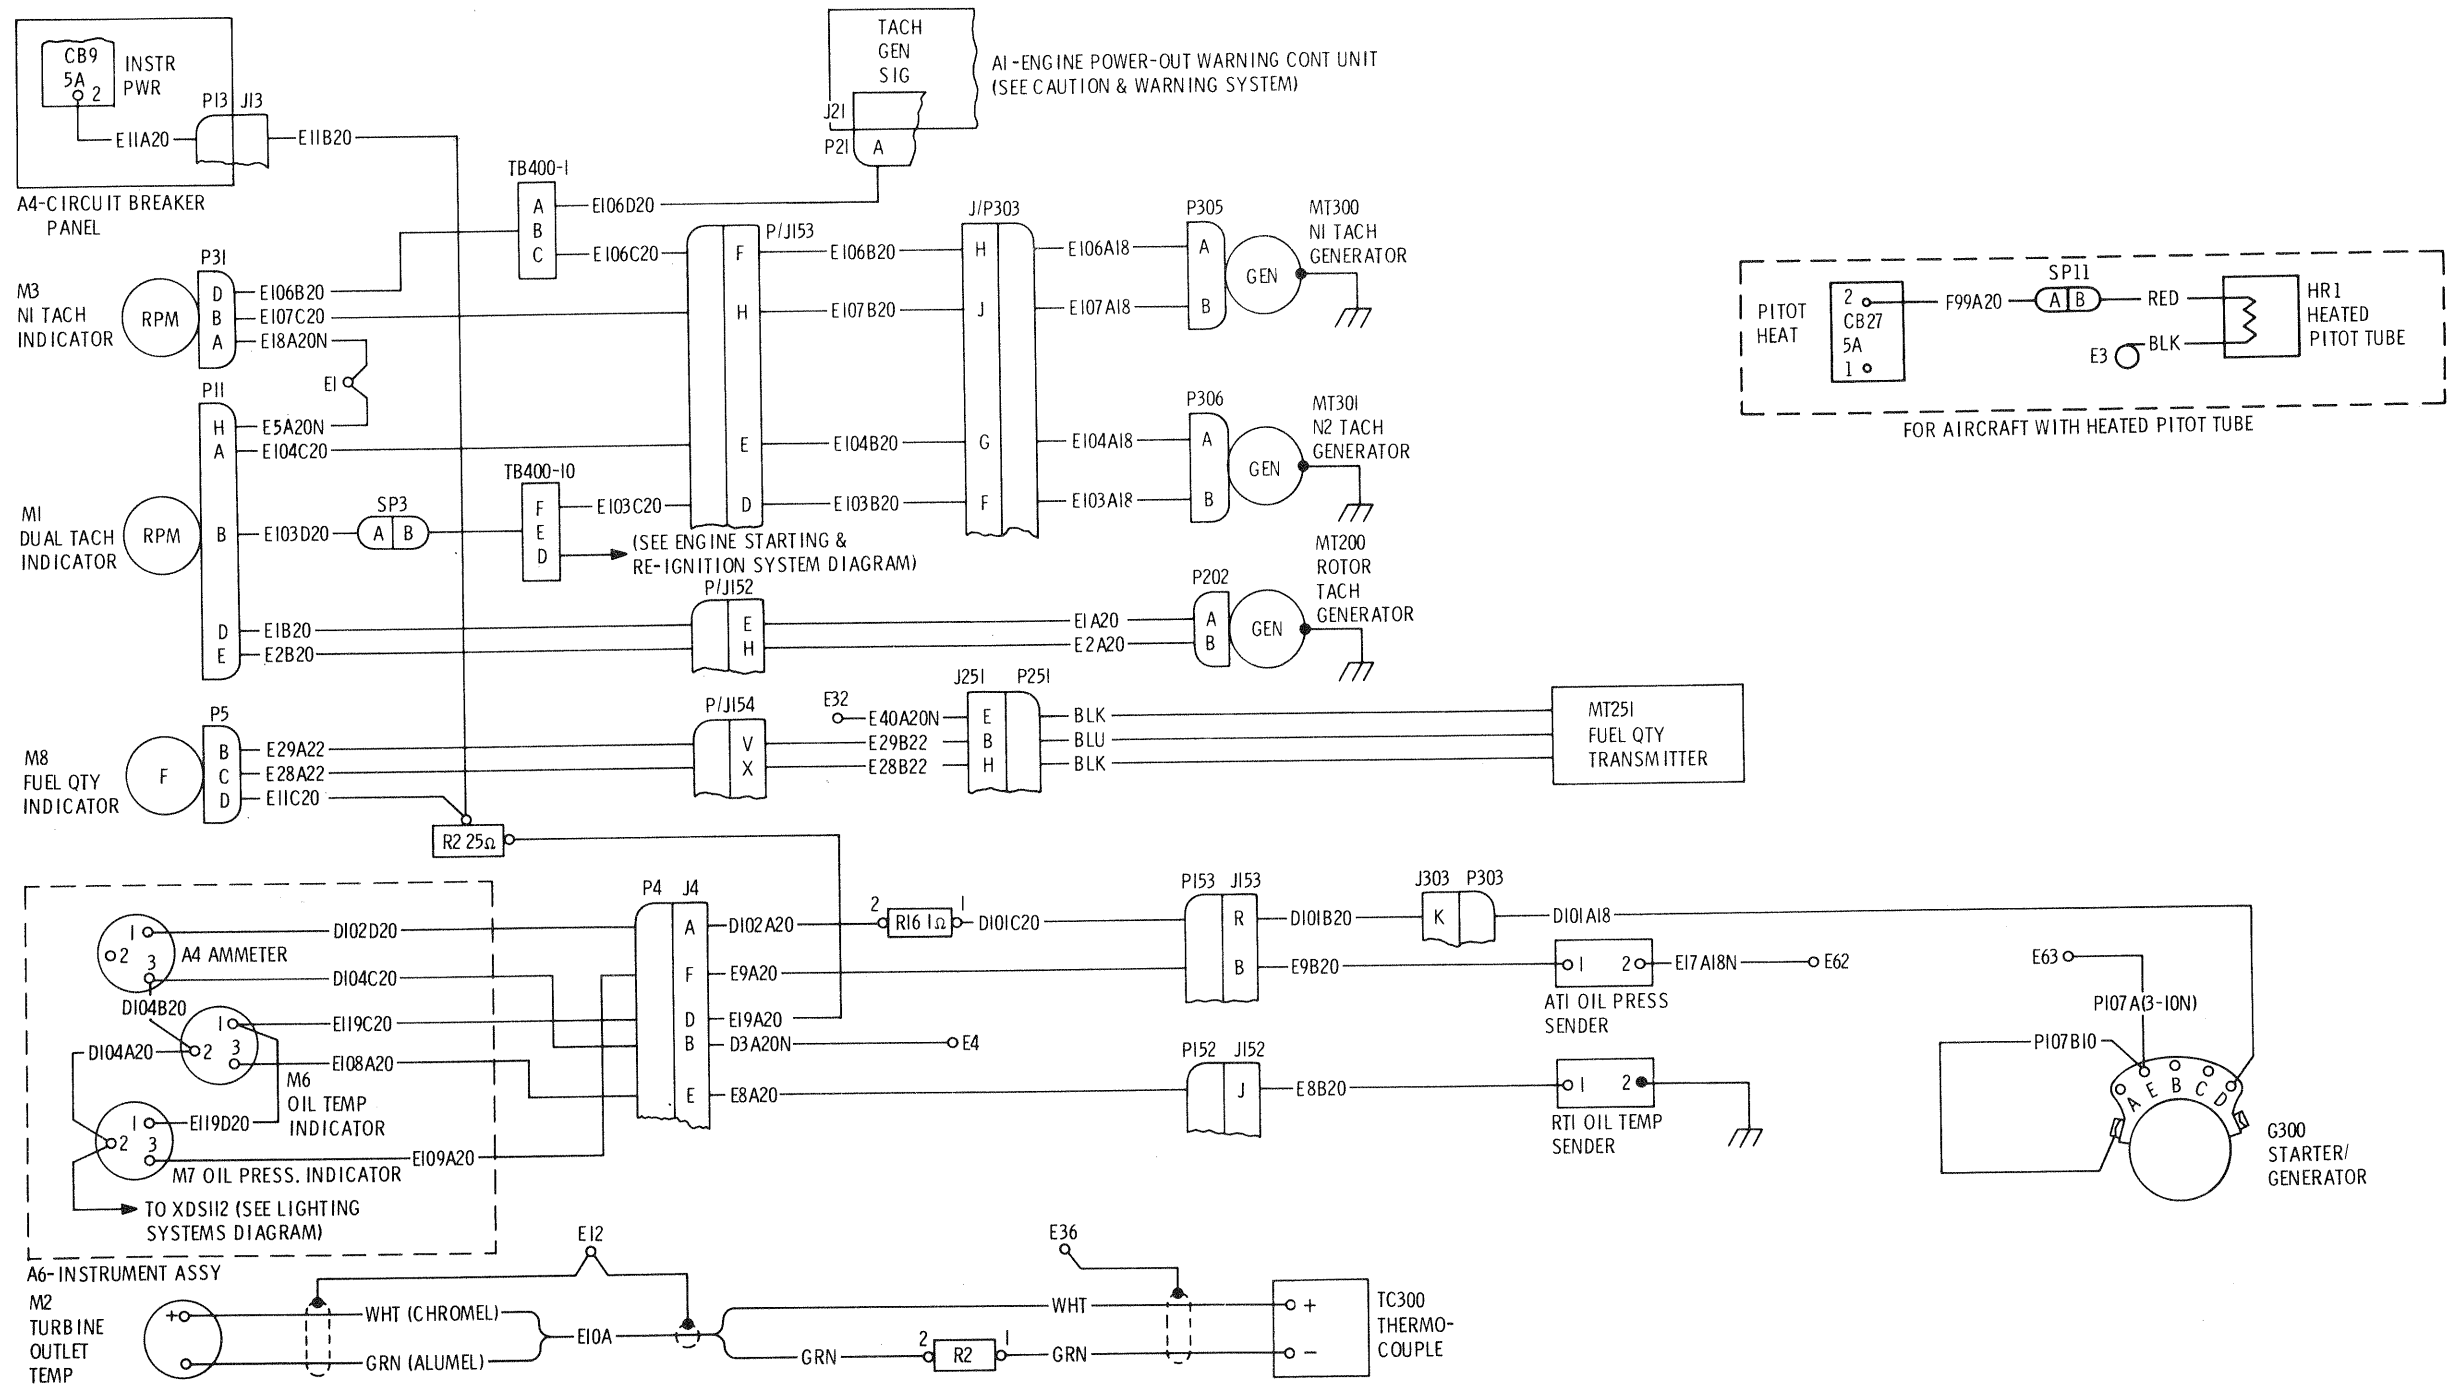 CB9
5A
2
INSTR
PWR
P13 J13
E11A20
E11B20
A4-CIRCUIT BREAKER
PANEL
TACH
GEN
SIG
J21
P21
A
A1-ENGINE POWER-OUT WARNING CONT UNIT
(SEE CAUTION & WARNING SYSTEM)
TB400-1
A
B
C
E106D20
E106C20
P/J153
F
H
E
D
E106B20
E107B20
E104B20
E103B20
J/P303
H
J
G
F
E106A18
E107A18
E104A18
E103A18
P305
A
B
GEN
MT300
N1 TACH
GENERATOR
P306
A
B
GEN
MT301
N2 TACH
GENERATOR
M3
N1 TACH
INDICATOR
RPM
P31
D
B
A
E106B20
E107C20
E18A20N
E1
P11
H
A
B
D
E
E5A20N
E104C20
E103D20
E1B20
E2B20
M1
DUAL TACH
INDICATOR
RPM
SP3
A B
TB400-10
F
E
D
E103C20
(SEE ENGINE STARTING &
RE-IGNITION SYSTEM DIAGRAM)
P/J152
E
H
E1A20
E2A20
P202
A
B
GEN
MT200
ROTOR
TACH
GENERATOR
PITOT
HEAT
2
CB27
5A
1
F99A20
SP11
A B
RED
BLK
E3
HR1
HEATED
PITOT TUBE
FOR AIRCRAFT WITH HEATED PITOT TUBE
M8
FUEL QTY
INDICATOR
F
P5
B
C
D
E29A22
E28A22
E11C20
P/J154
V
X
E32
E40A20N
E29B22
E28B22
J251 P251
E
B
H
BLK
BLU
BLK
MT251
FUEL QTY
TRANSMITTER
R2 25Ω
1
2
3
A4 AMMETER
D102D20
D104C20
D104B20
D104A20
1
2
3
E119C20
E108A20
M6
OIL TEMP
INDICATOR
1
2
3
E119D20
E109A20
M7 OIL PRESS. INDICATOR
TO XDS112 (SEE LIGHTING
SYSTEMS DIAGRAM)
A6-INSTRUMENT ASSY
P4 J4
A
F
D
B
E
D102A20
E9A20
E19A20
D3A20N
E4
E8A20
2
R16 1Ω
1
D101C20
P153 J153
R
B
D101B20
E9B20
J303 P303
K
D101A18
1 2
AT1 OIL PRESS
SENDER
E17A18N
E62
P152 J152
J
E8B20
1 2
RT1 OIL TEMP
SENDER
E63
P107A(3-10N)
P107B10
A
E
B
C
D
G300
STARTER/
GENERATOR
M2
TURBINE
OUTLET
TEMP
+
WHT (CHROMEL)
GRN (ALUMEL)
E12
E10A
E36
WHT
GRN
2
R2
1
GRN
+
−
TC300
THERMO-
COUPLE